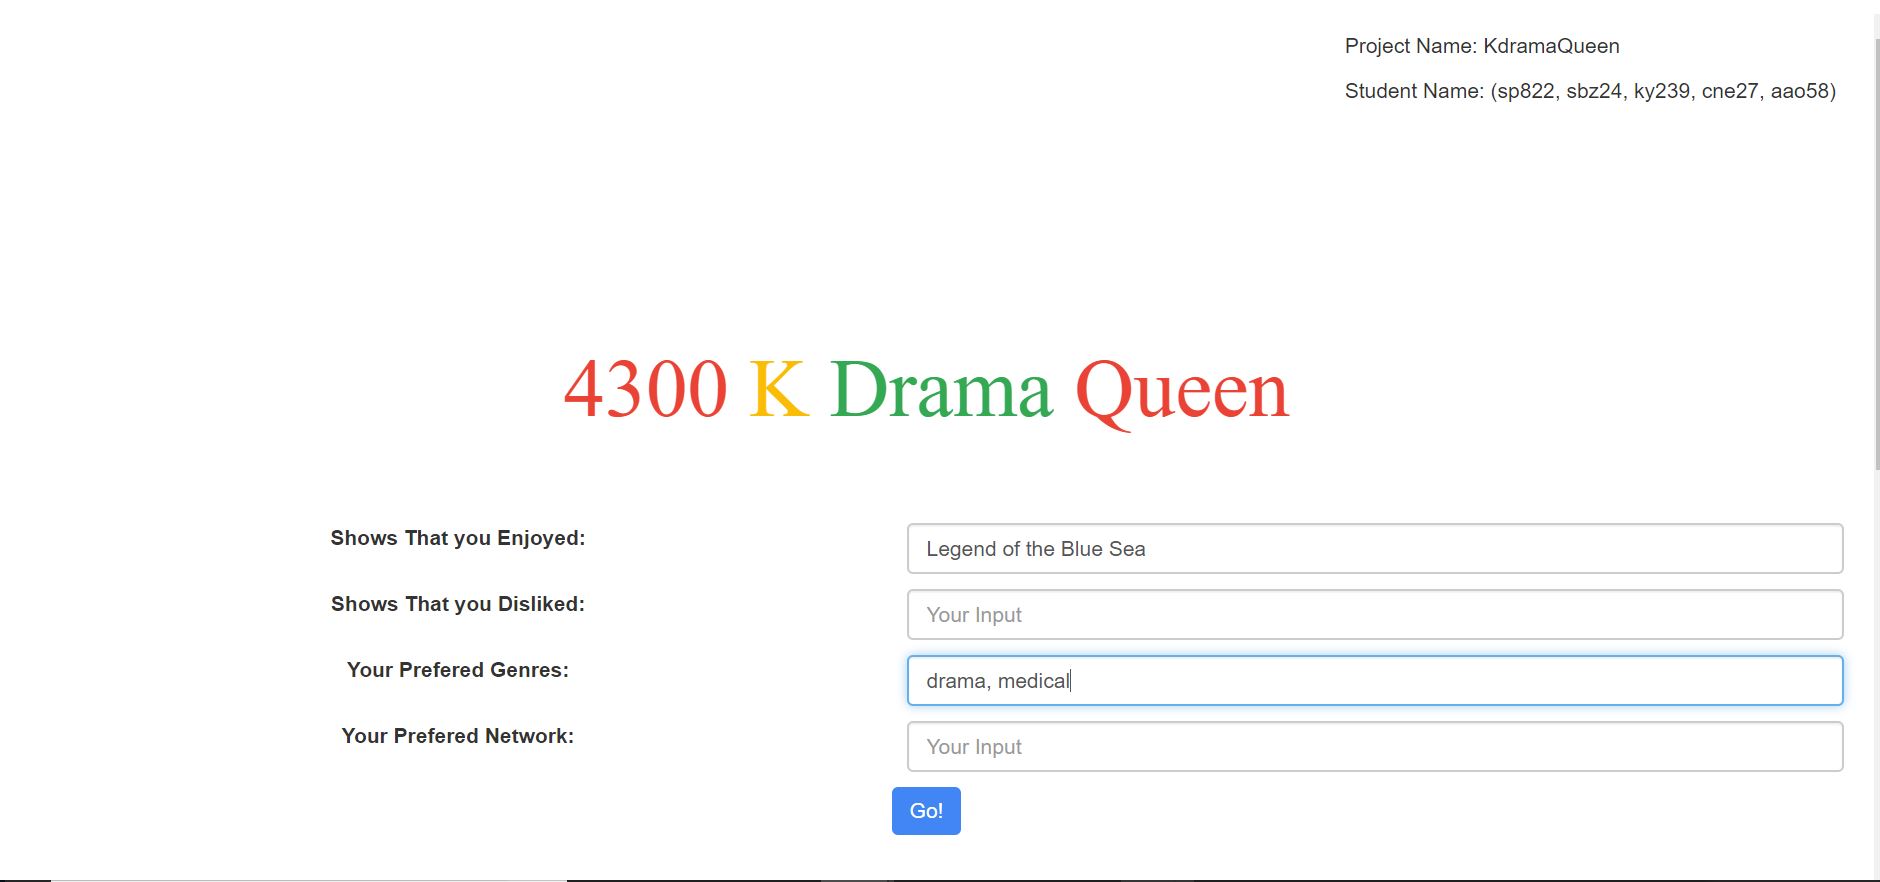 Project Name: KdramaQueen
Student Name: (sp822, sbz24, ky239, cne27, aao58)
4300 K Drama Queen
Shows That you Enjoyed:
Legend of the Blue Sea
Shows That you Disliked:
Your Input
Your Prefered Genres:
drama, medical
Your Prefered Network:
Your Input
Go!